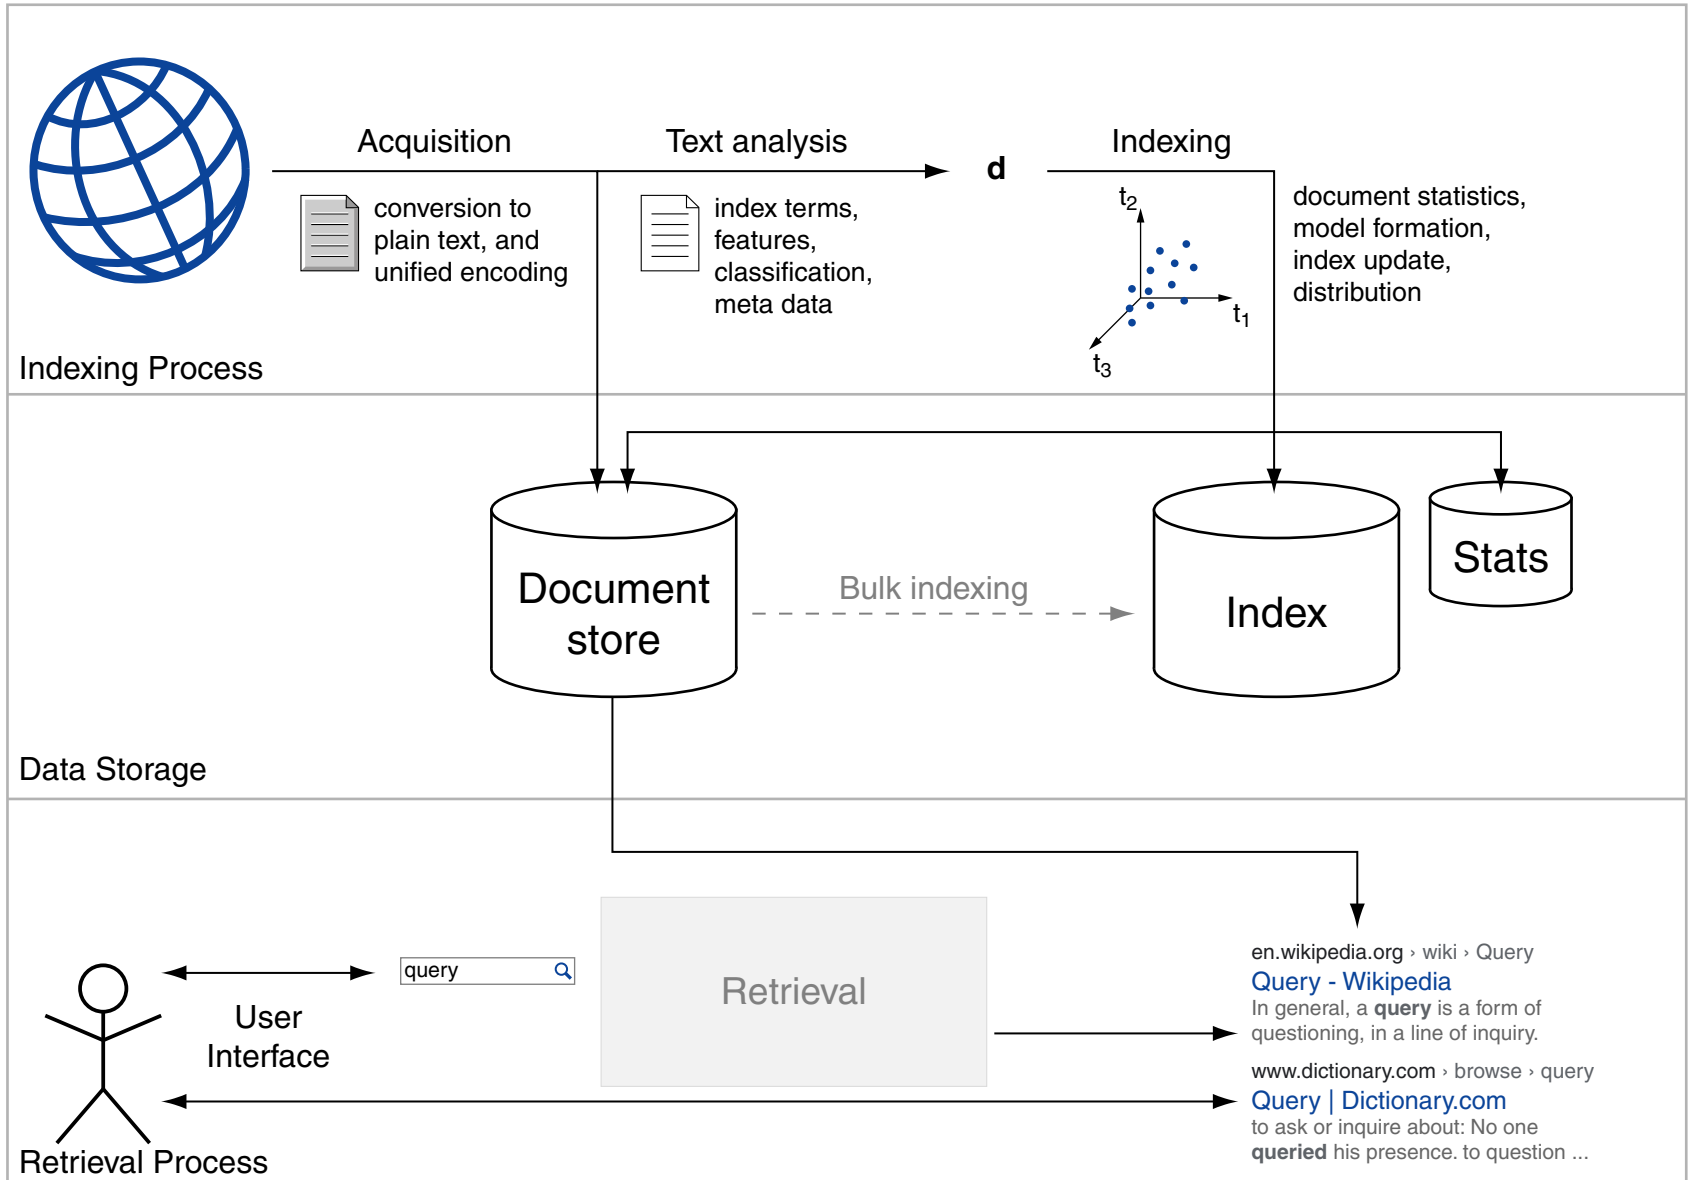 Acquisition
conversion to
plain text, and
unified encoding
Text analysis
index terms,
features,
classification,
meta data
d
Indexing
t2
t1
t3
document statistics,
model formation,
index update,
distribution
Indexing Process
Document
store
Bulk indexing
Index
Stats
Data Storage
User
Interface
query
Retrieval
en.wikipedia.org › wiki › Query
Query - Wikipedia
In general, a query is a form of
questioning, in a line of inquiry.
www.dictionary.com › browse › query
Query | Dictionary.com
to ask or inquire about: No one
queried his presence. to question ...
Retrieval Process